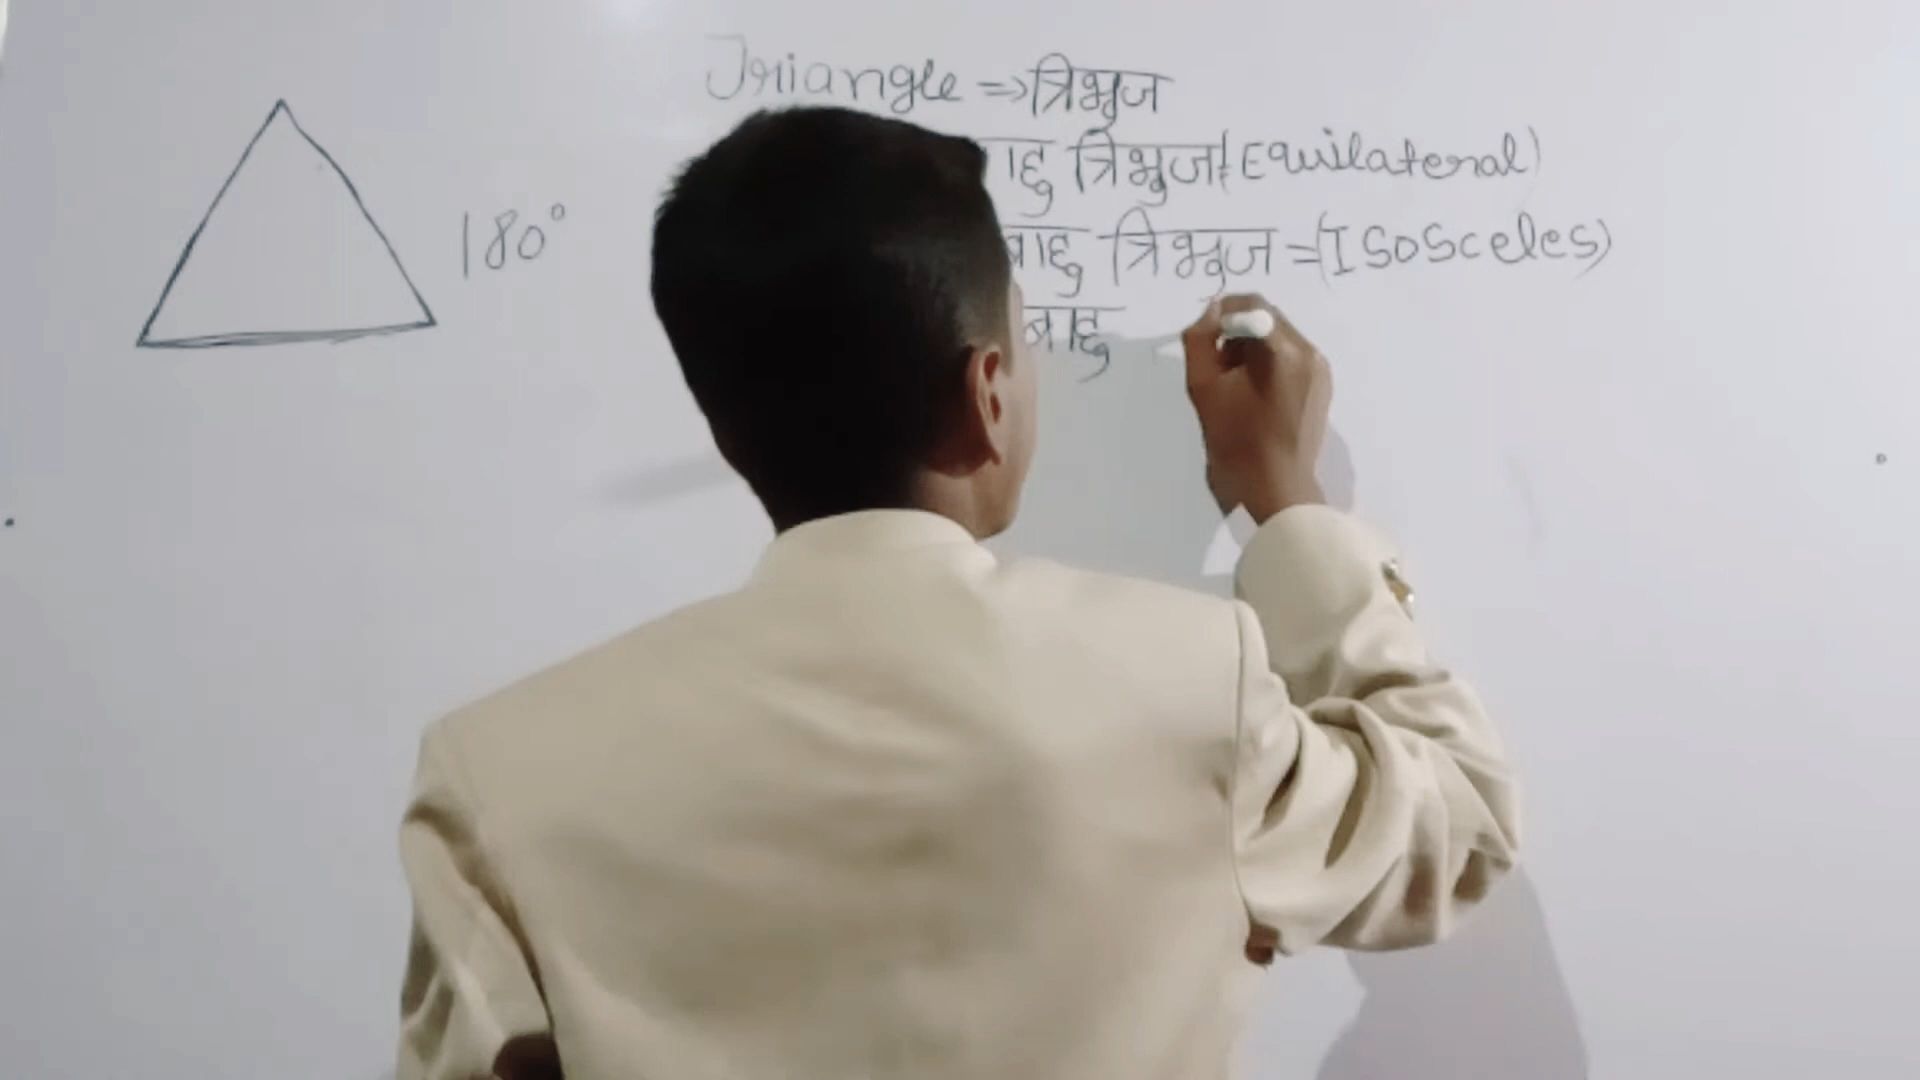 Triangle ⇒ त्रिभुज
180°
त्रिभुज (Equilateral)
बाहु त्रिभुज = (ISosceles)
बाहु